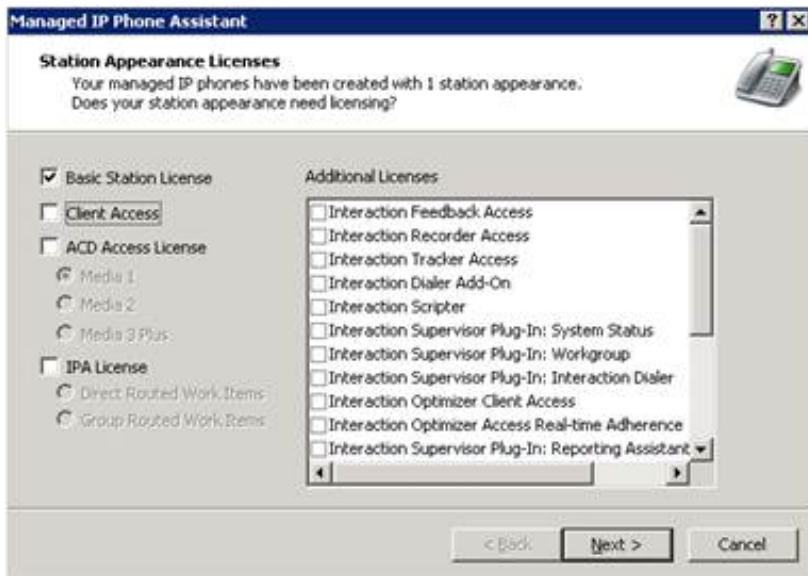 Managed IP Phone Assistant
Station Appearance Licenses
Your managed IP phones have been created with 1 station appearance.
Does your station appearance need licensing?
Basic Station License
Client Access
ACD Access License
Media 1
Media 2
Media 3 Plus
IPA License
Direct Routed Work Items
Group Routed Work Items
Additional Licenses
Interaction Feedback Access
Interaction Recorder Access
Interaction Tracker Access
Interaction Dialer Add-On
Interaction Scripter
Interaction Supervisor Plug-In: System Status
Interaction Supervisor Plug-In: Workgroup
Interaction Supervisor Plug-In: Interaction Dialer
Interaction Optimizer Client Access
Interaction Optimizer Access Real-time Adherence
Interaction Supervisor Plug-In: Reporting Assistant
< Back Next > Cancel